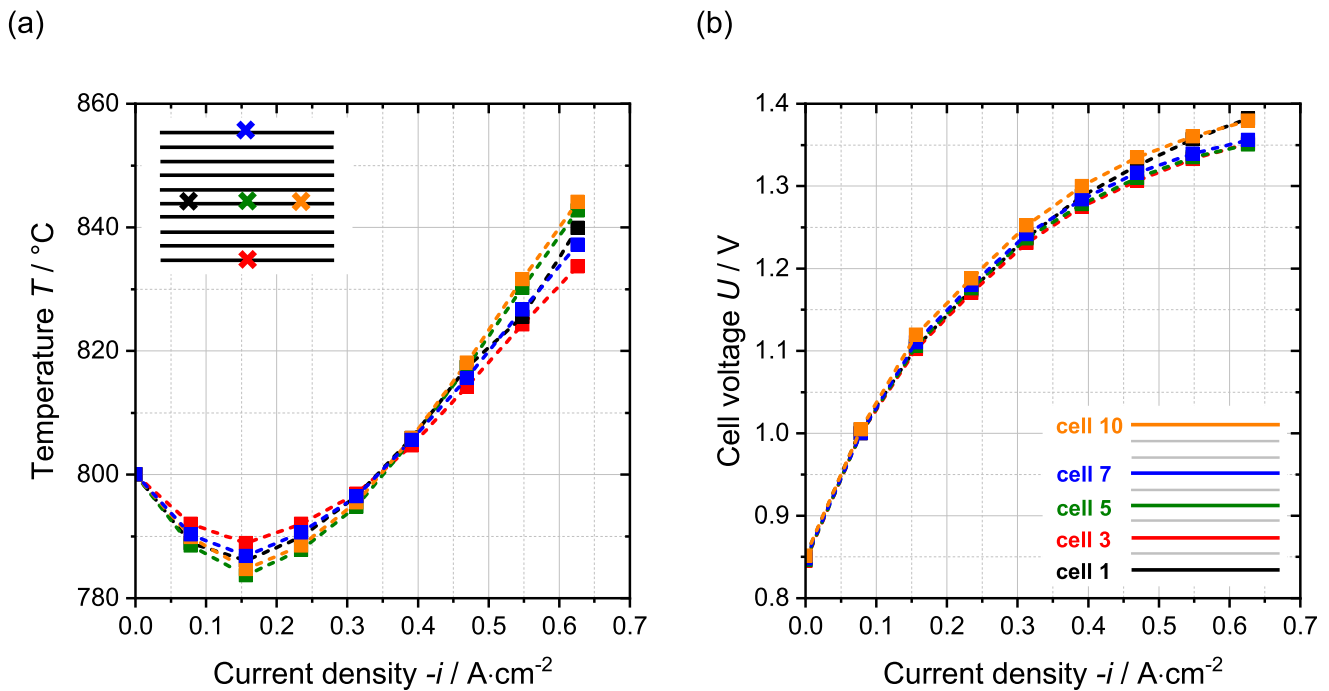 (a)
(b)
860
840
820
800
780
Temperature T / °C
0.0 0.1 0.2 0.3 0.4 0.5 0.6 0.7
Current density -i / A·cm⁻²
1.4
1.3
1.2
1.1
1.0
0.9
0.8
Cell voltage U / V
cell 10
cell 7
cell 5
cell 3
cell 1
0.0 0.1 0.2 0.3 0.4 0.5 0.6 0.7
Current density -i / A·cm⁻²